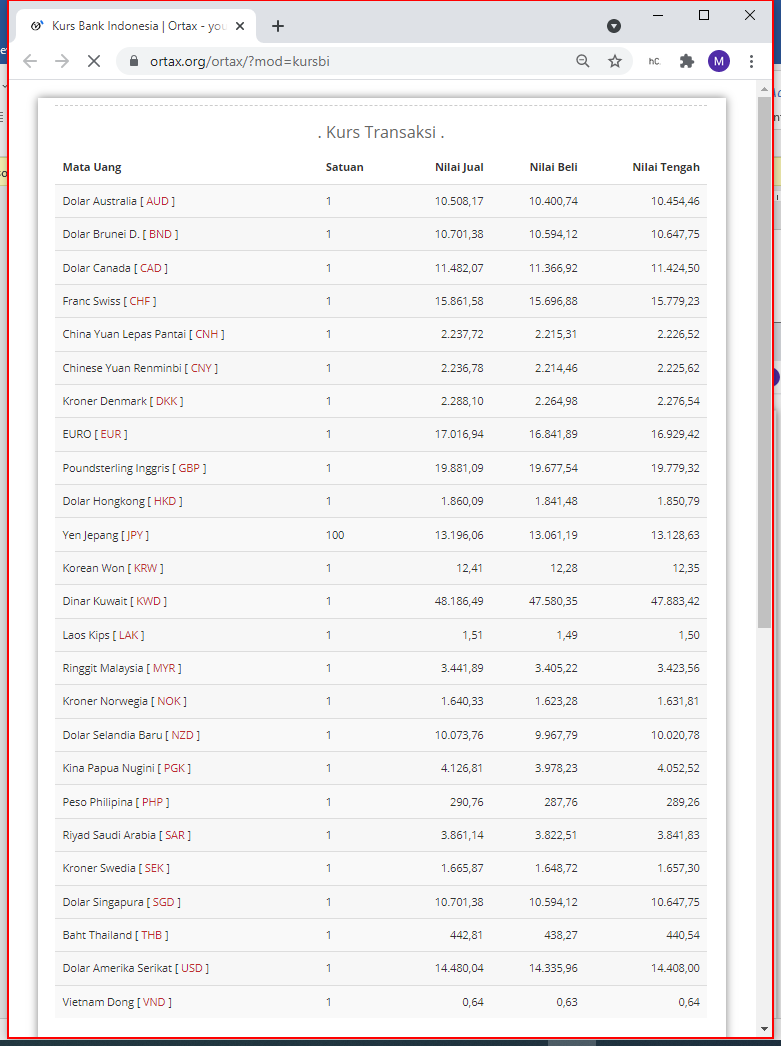 Kurs Bank Indonesia | Ortax - you
ortax.org/ortax/?mod=kursbi
hC.
M
. Kurs Transaksi .
Mata Uang Satuan Nilai Jual Nilai Beli Nilai Tengah
Dolar Australia [ AUD ] 1 10.508,17 10.400,74 10.454,46
Dolar Brunei D. [ BND ] 1 10.701,38 10.594,12 10.647,75
Dolar Canada [ CAD ] 1 11.482,07 11.366,92 11.424,50
Franc Swiss [ CHF ] 1 15.861,58 15.696,88 15.779,23
China Yuan Lepas Pantai [ CNH ] 1 2.237,72 2.215,31 2.226,52
Chinese Yuan Renminbi [ CNY ] 1 2.236,78 2.214,46 2.225,62
Kroner Denmark [ DKK ] 1 2.288,10 2.264,98 2.276,54
EURO [ EUR ] 1 17.016,94 16.841,89 16.929,42
Poundsterling Inggris [ GBP ] 1 19.881,09 19.677,54 19.779,32
Dolar Hongkong [ HKD ] 1 1.860,09 1.841,48 1.850,79
Yen Jepang [ JPY ] 100 13.196,06 13.061,19 13.128,63
Korean Won [ KRW ] 1 12,41 12,28 12,35
Dinar Kuwait [ KWD ] 1 48.186,49 47.580,35 47.883,42
Laos Kips [ LAK ] 1 1,51 1,49 1,50
Ringgit Malaysia [ MYR ] 1 3.441,89 3.405,22 3.423,56
Kroner Norwegia [ NOK ] 1 1.640,33 1.623,28 1.631,81
Dolar Selandia Baru [ NZD ] 1 10.073,76 9.967,79 10.020,78
Kina Papua Nugini [ PGK ] 1 4.126,81 3.978,23 4.052,52
Peso Philipina [ PHP ] 1 290,76 287,76 289,26
Riyad Saudi Arabia [ SAR ] 1 3.861,14 3.822,51 3.841,83
Kroner Swedia [ SEK ] 1 1.665,87 1.648,72 1.657,30
Dolar Singapura [ SGD ] 1 10.701,38 10.594,12 10.647,75
Baht Thailand [ THB ] 1 442,81 438,27 440,54
Dolar Amerika Serikat [ USD ] 1 14.480,04 14.335,96 14.408,00
Vietnam Dong [ VND ] 1 0,64 0,63 0,64